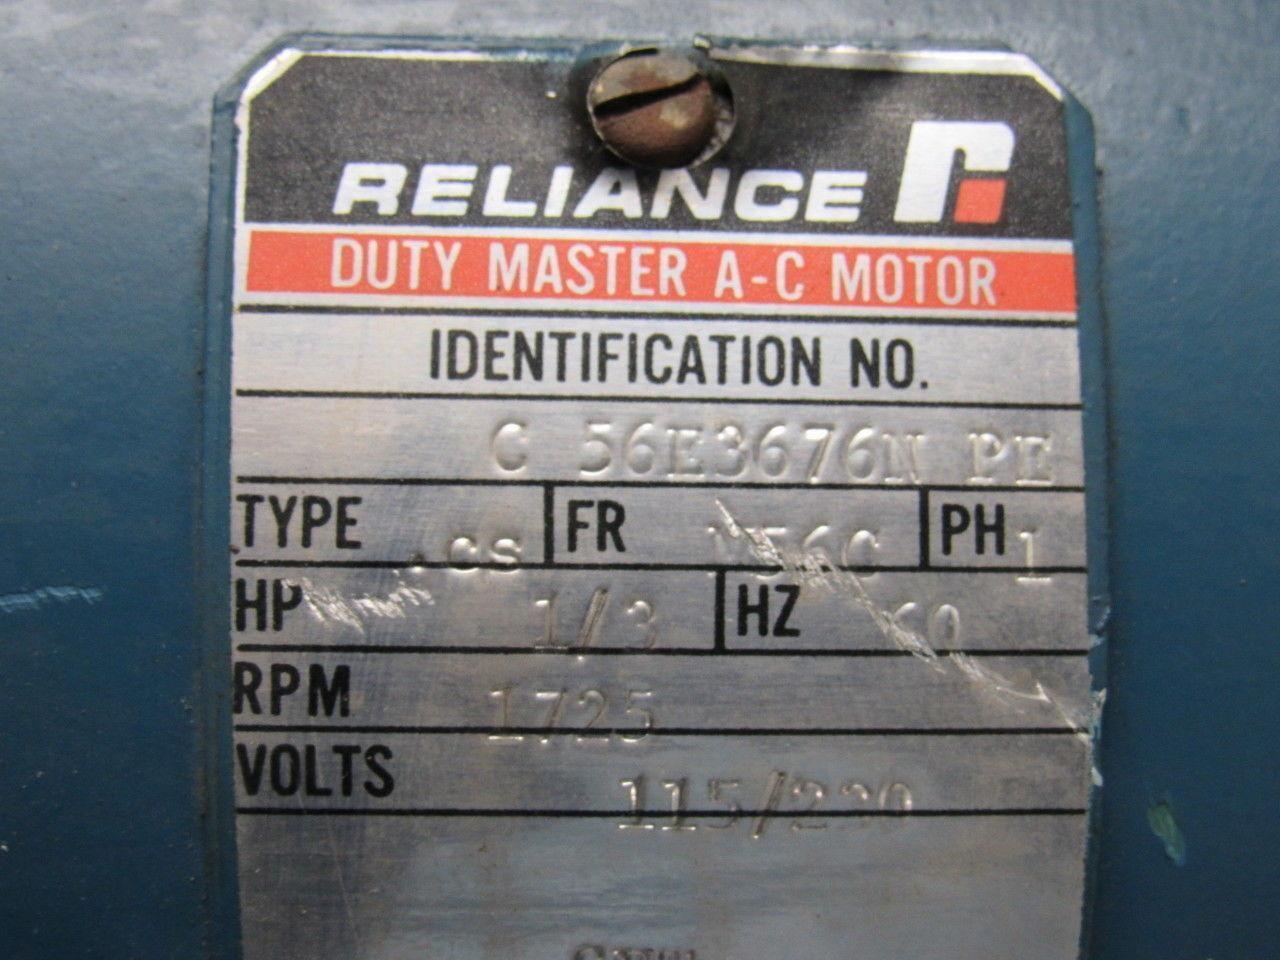 RELIANCE
DUTY MASTER A-C MOTOR
IDENTIFICATION NO.
C 56E3676N PE
TYPE CS FR PH 1
HP 1/3 HZ 60
RPM 1725
VOLTS 115/230